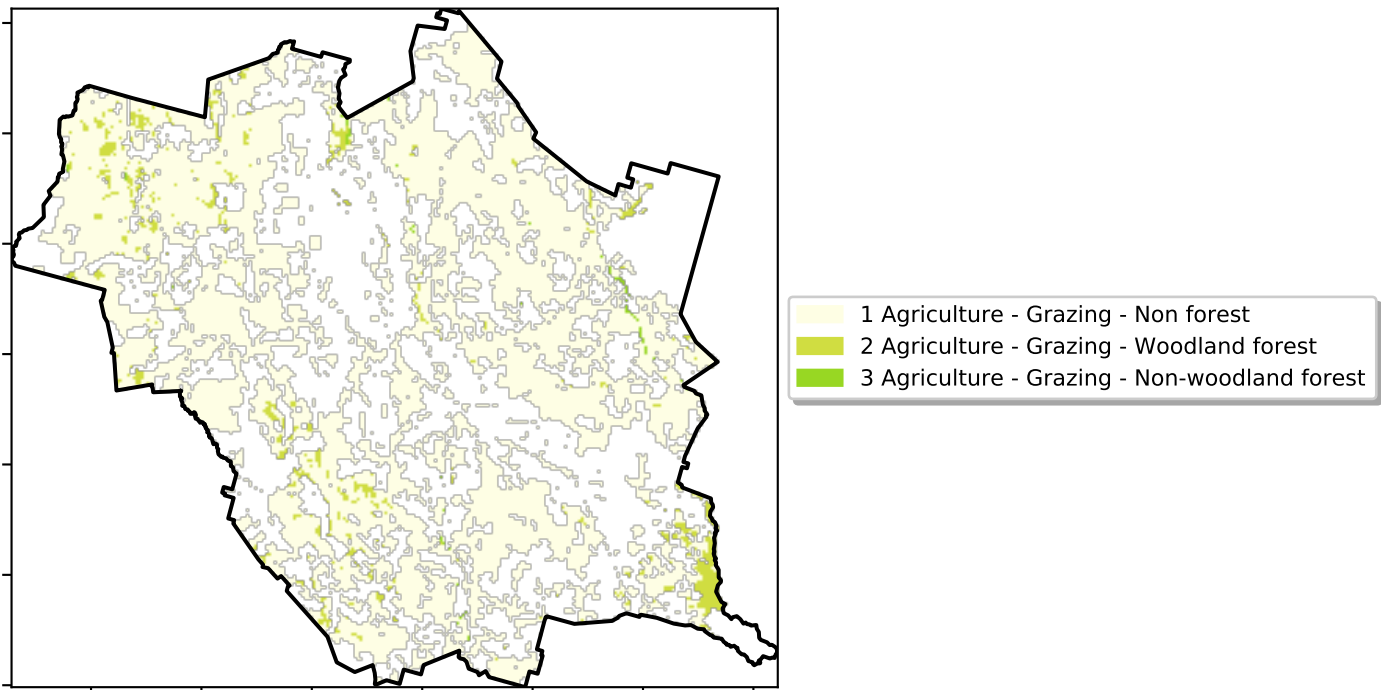 1 Agriculture - Grazing - Non forest
2 Agriculture - Grazing - Woodland forest
3 Agriculture - Grazing - Non-woodland forest